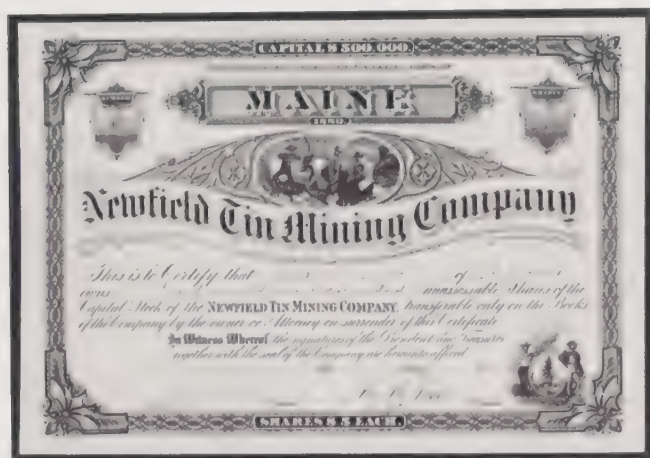 CAPITAL $500,000.
MAINE
1880.
Newfield Tin Mining Company
This is to Certify that of
owns unassessable Shares of the
Capital Stock of the NEWFIELD TIN MINING COMPANY, transferable only on the Books
of the Company by the owner or Attorney on surrender of this Certificate
In Witness Whereof the signatures of the President and Treasurer
together with the seal of the Company are hereunto affixed
SHARES $5 EACH.